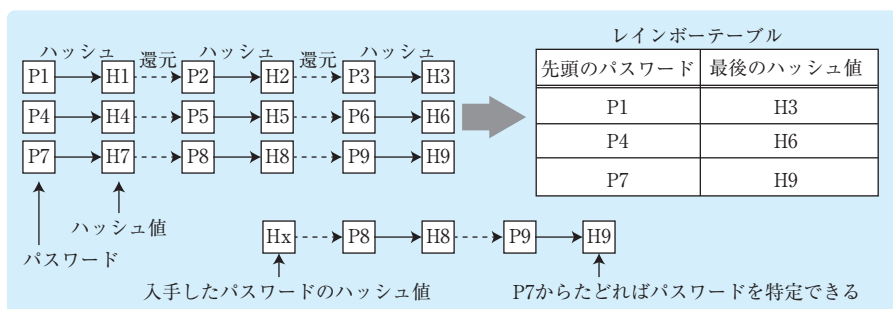 ハッシュ 還元 ハッシュ 還元 ハッシュ
P1 H1 P2 H2 P3 H3
P4 H4 P5 H5 P6 H6
P7 H7 P8 H8 P9 H9
ハッシュ値
パスワード
レインボーテーブル
先頭のパスワード 最後のハッシュ値
P1 H3
P4 H6
P7 H9
Hx P8 H8 P9 H9
入手したパスワードのハッシュ値
P7からたどればパスワードを特定できる